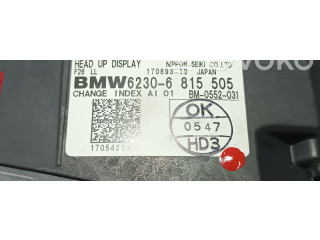 HEAD UP DISPLAY NIPPON SEIKI CO.,LTD
F26 LL 170893-10 JAPAN
BMW6230-6 815 505
CHANGE INDEX AI 01 BM-0552-031
OK
0547
HD3
VOKO